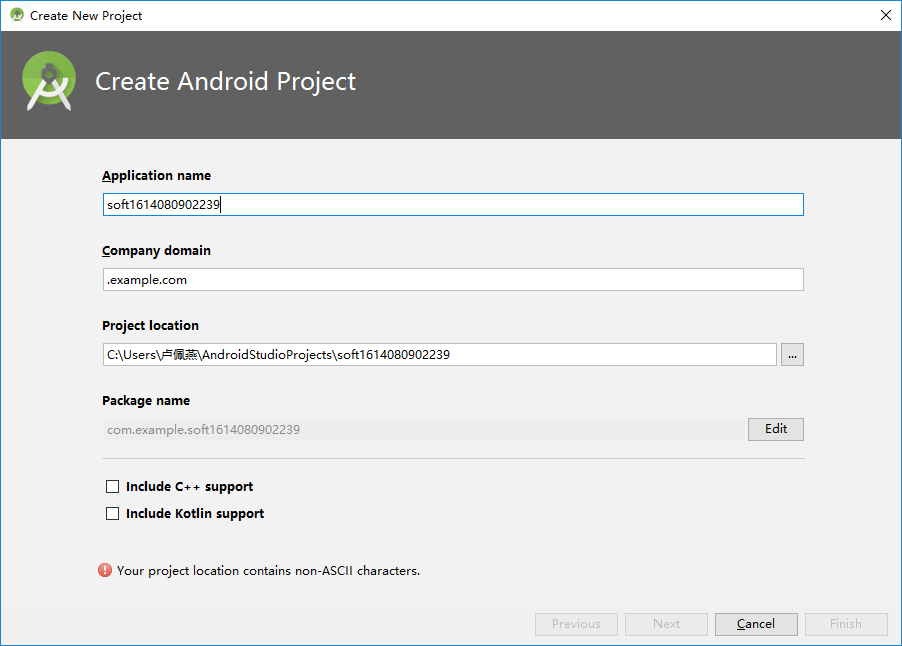 Create New Project
Create Android Project
Application name
soft1614080902239
Company domain
.example.com
Project location
C:\Users\卢佩燕\AndroidStudioProjects\soft1614080902239
...
Package name
com.example.soft1614080902239
Edit
Include C++ support
Include Kotlin support
Your project location contains non-ASCII characters.
Previous Next Cancel Finish